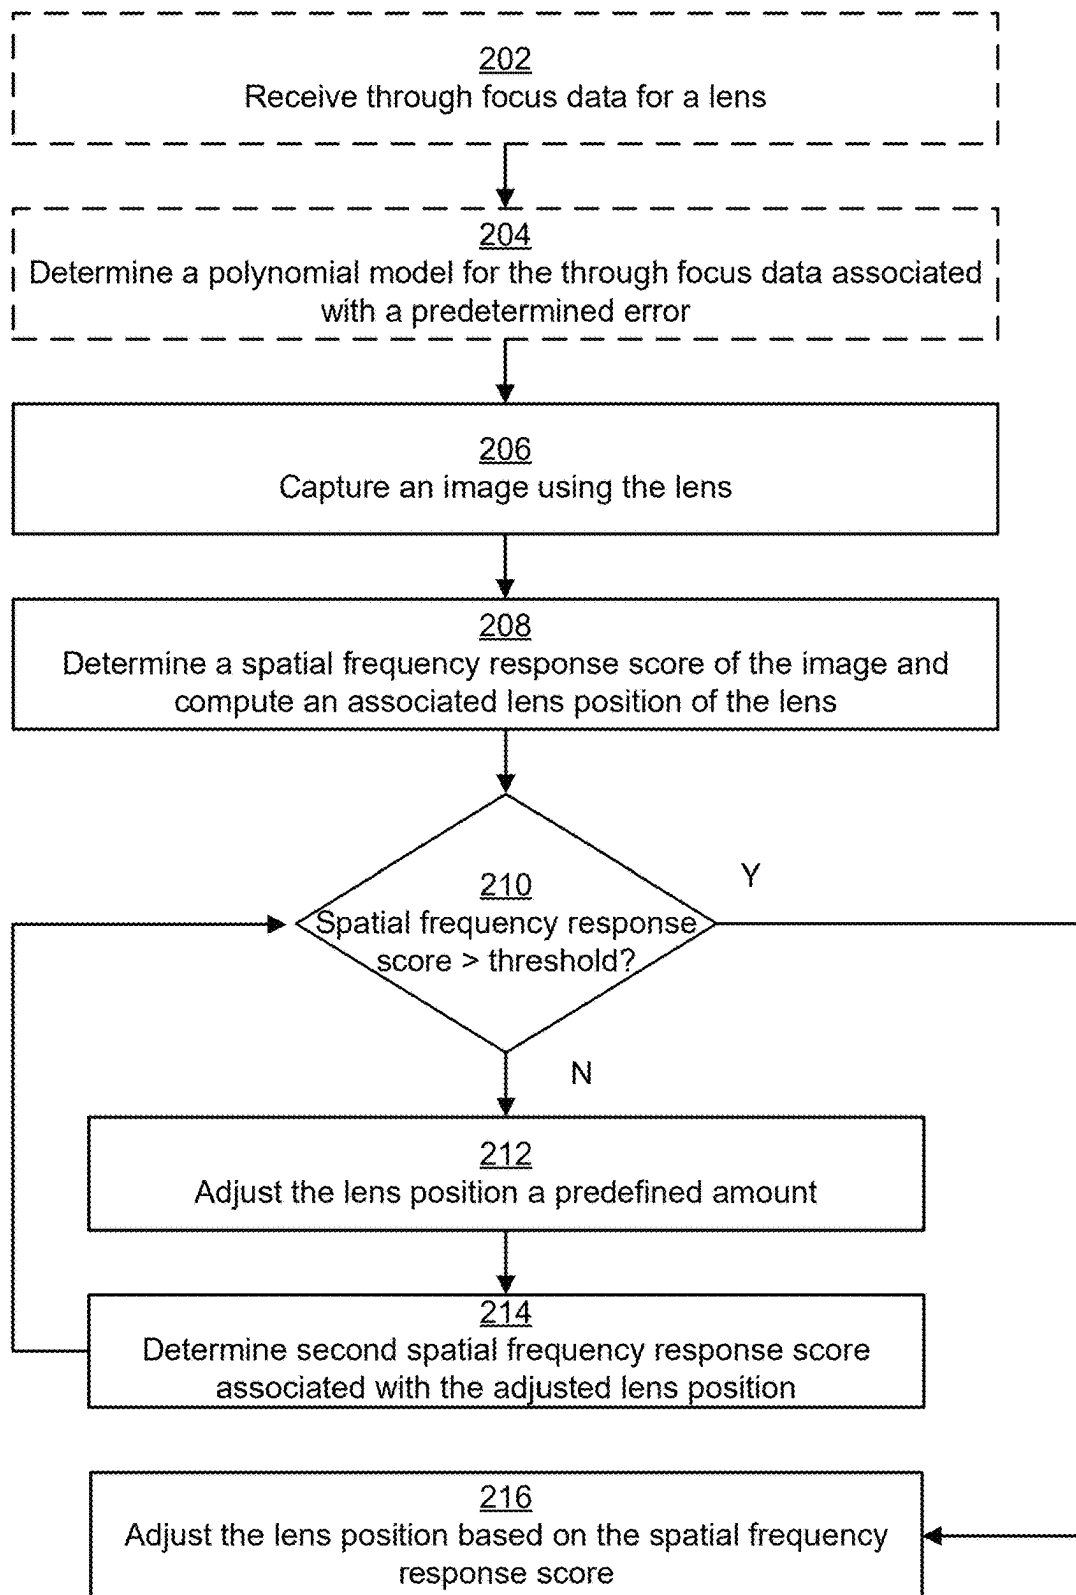 202
Receive through focus data for a lens
204
Determine a polynomial model for the through focus data associated
with a predetermined error
206
Capture an image using the lens
208
Determine a spatial frequency response score of the image and
compute an associated lens position of the lens
210
Spatial frequency response
score > threshold?
Y
N
212
Adjust the lens position a predefined amount
214
Determine second spatial frequency response score
associated with the adjusted lens position
216
Adjust the lens position based on the spatial frequency
response score